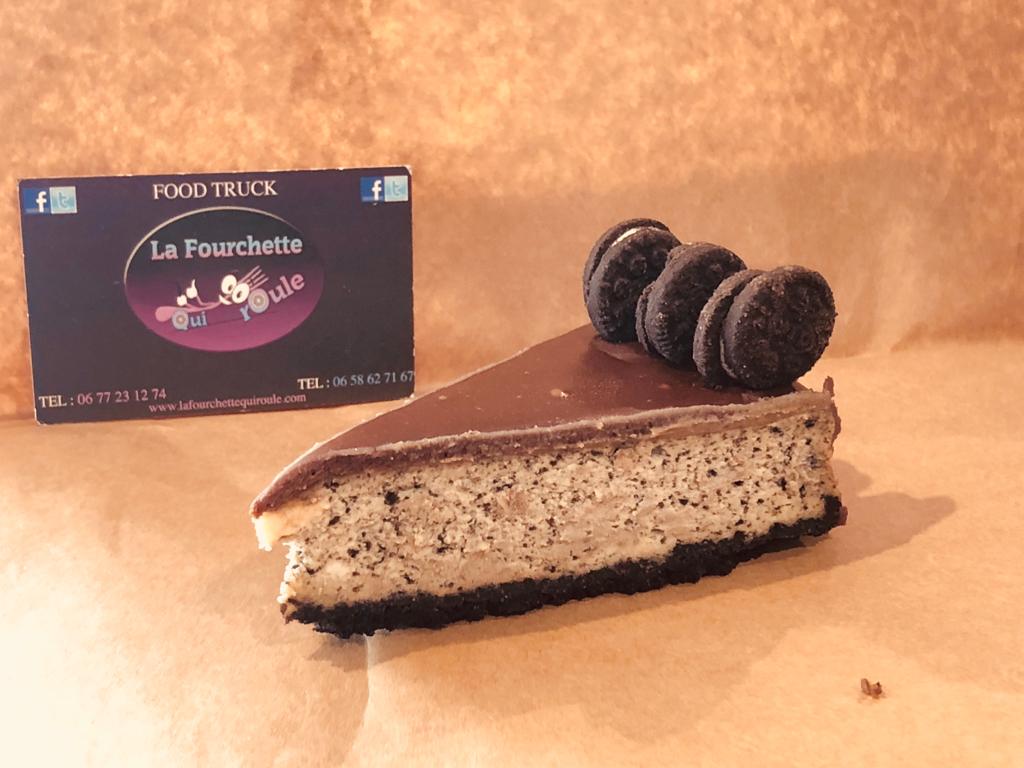 FOOD TRUCK
La Fourchette
Qui rOule
TEL : 06 77 23 12 74
TEL : 06 58 62 71 67
www.lafourchettequiroule.com